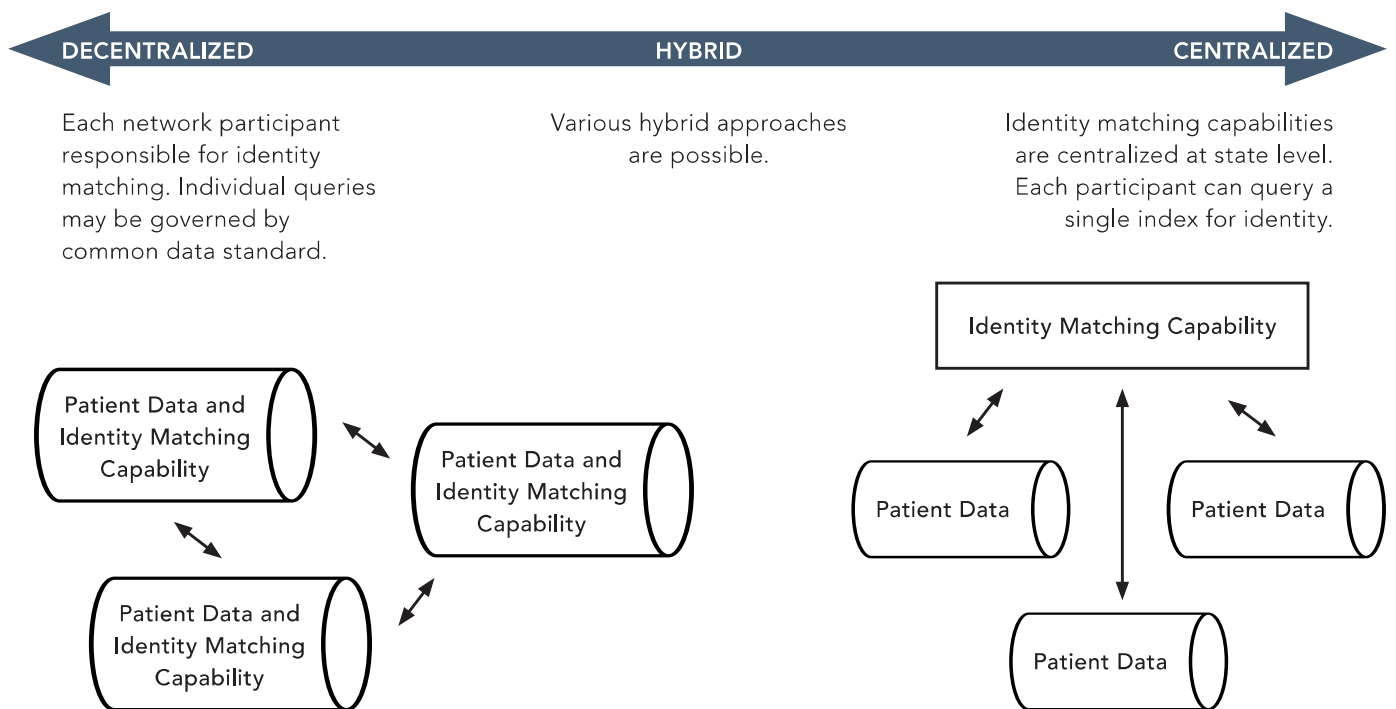 DECENTRALIZED
HYBRID
CENTRALIZED
Each network participant
responsible for identity
matching. Individual queries
may be governed by
common data standard.
Various hybrid approaches
are possible.
Identity matching capabilities
are centralized at state level.
Each participant can query a
single index for identity.
Patient Data and
Identity Matching
Capability
Patient Data and
Identity Matching
Capability
Patient Data and
Identity Matching
Capability
Identity Matching Capability
Patient Data
Patient Data
Patient Data